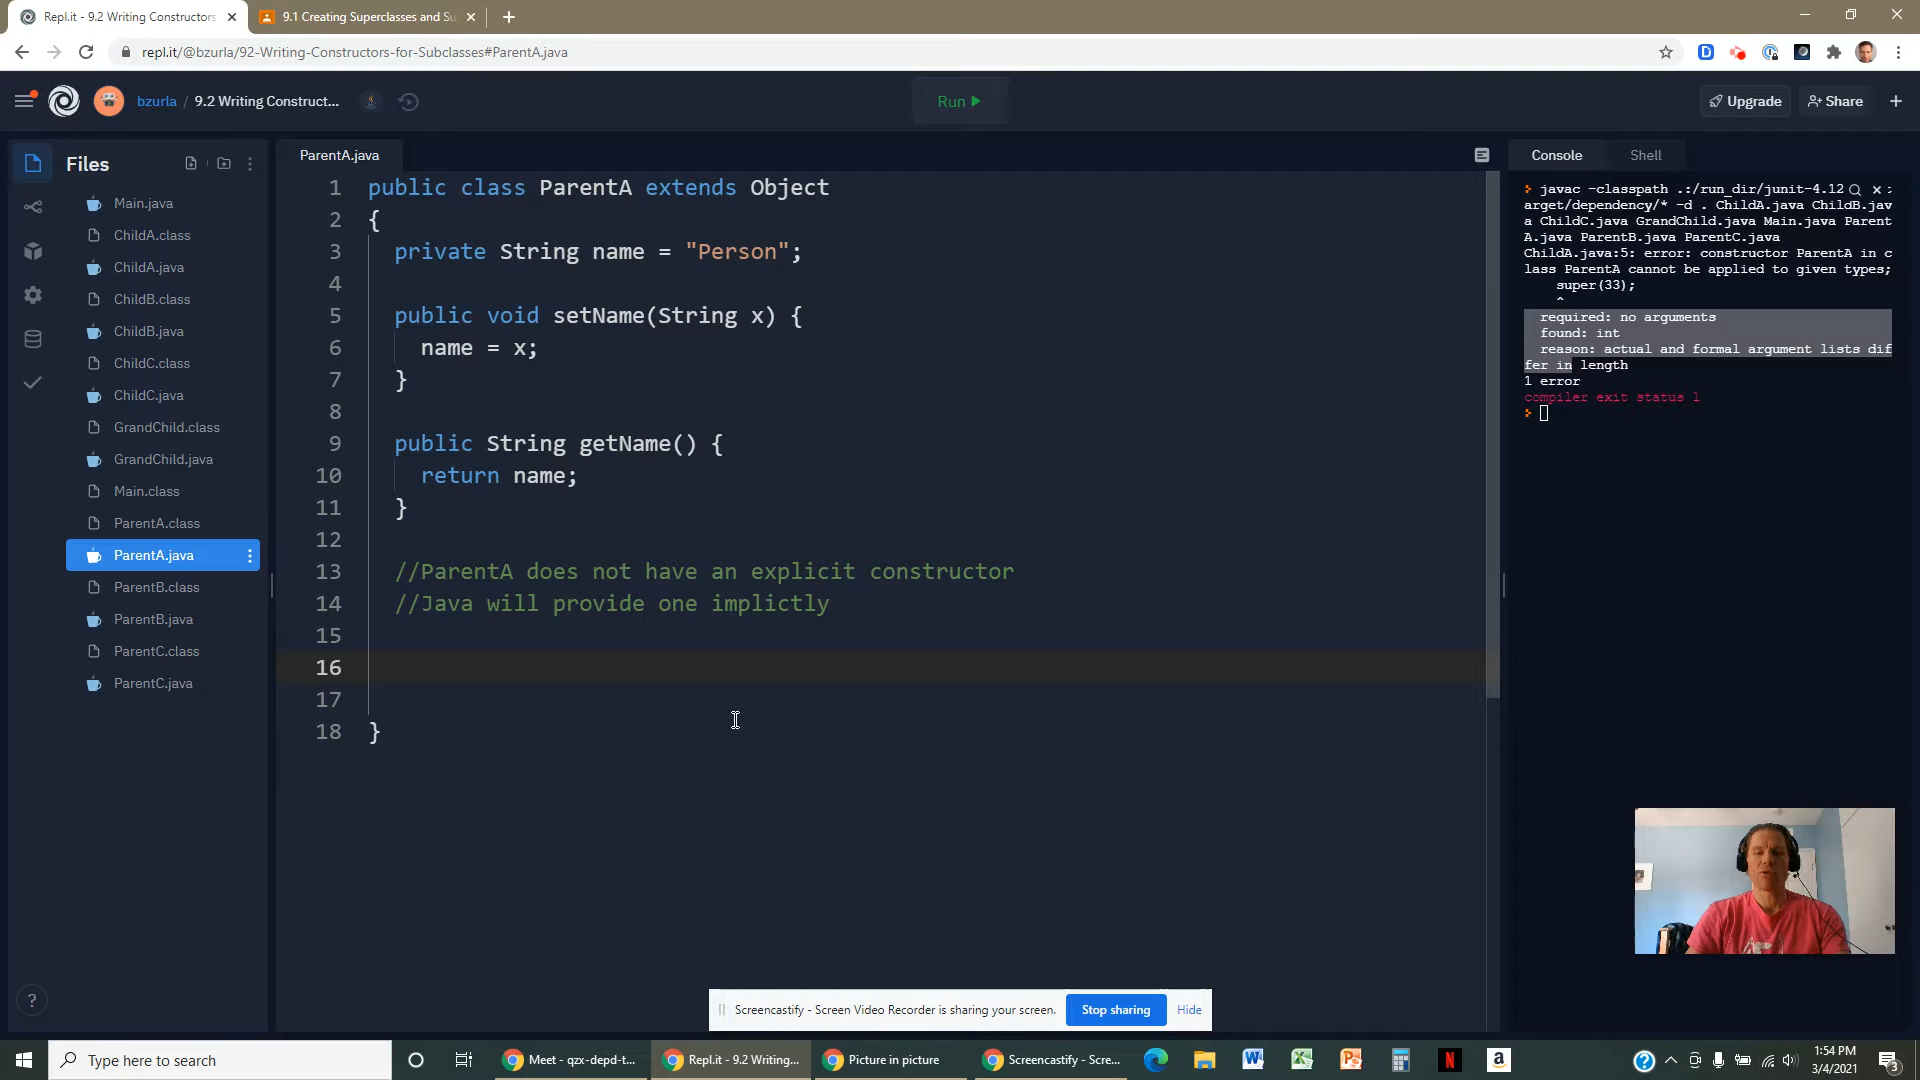 Repl.it - 9.2 Writing Constructors
9.1 Creating Superclasses and Su
repl.it/@bzurla/92-Writing-Constructors-for-Subclasses#ParentA.java
bzurla / 9.2 Writing Construct...
Run
Upgrade
Share
Files
Main.java
ChildA.class
ChildA.java
ChildB.class
ChildB.java
ChildC.class
ChildC.java
GrandChild.class
GrandChild.java
Main.class
ParentA.class
ParentA.java
ParentB.class
ParentB.java
ParentC.class
ParentC.java
ParentA.java
1 public class ParentA extends Object
2 {
3 private String name = "Person";
4
5 public void setName(String x) {
6 name = x;
7 }
8
9 public String getName() {
10 return name;
11 }
12
13 //ParentA does not have an explicit constructor
14 //Java will provide one implictly
15
16
17
18 }
Console
Shell
javac -classpath .:/run_dir/junit-4.12
arget/dependency/* -d . ChildA.java ChildB.jav
a ChildC.java GrandChild.java Main.java Parent
A.java ParentB.java ParentC.java
ChildA.java:5: error: constructor ParentA in c
lass ParentA cannot be applied to given types;
super(33);
^
required: no arguments
found: int
reason: actual and formal argument lists dif
fer in length
1 error
compiler exit status 1
Screencastify - Screen Video Recorder is sharing your screen.
Stop sharing
Hide
Type here to search
Meet - qzx-depd-t...
Repl.it - 9.2 Writing...
Picture in picture
Screencastify - Scre...
1:54 PM
3/4/2021
3